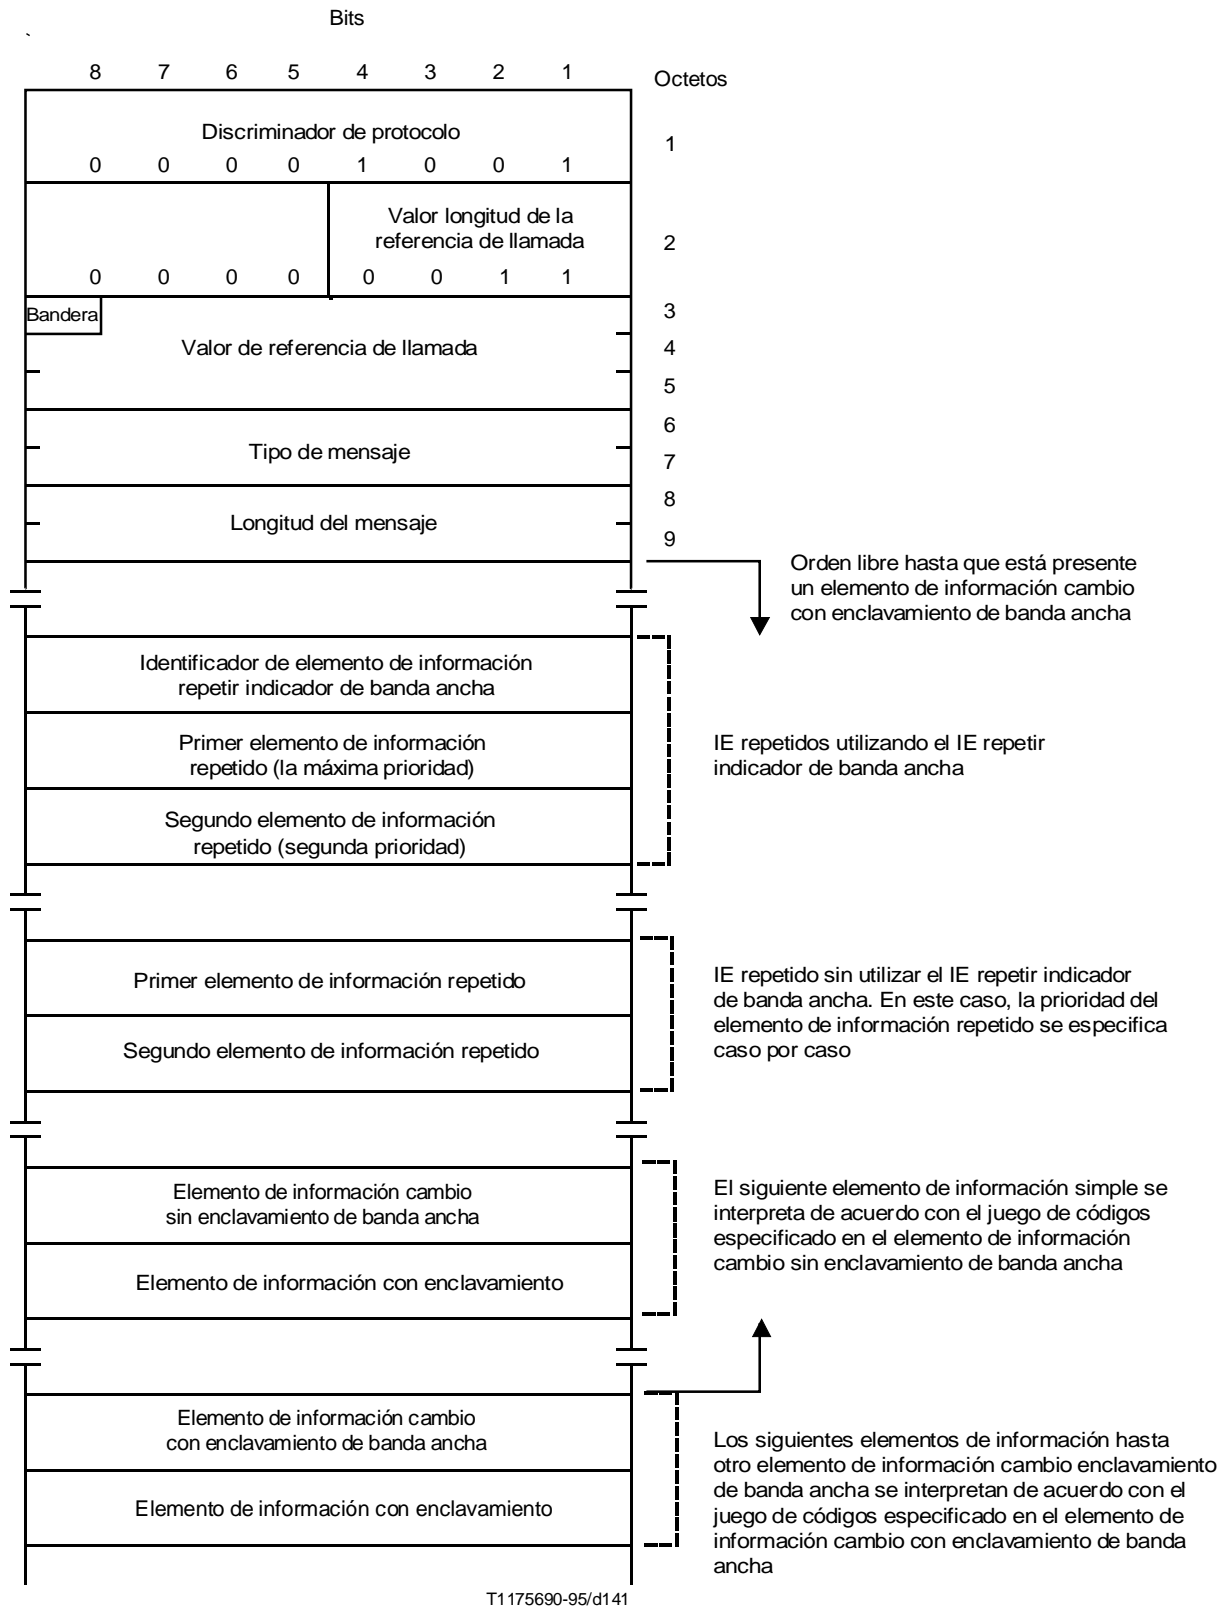 Bits
`
8 7 6 5 4 3 2 1 Octetos
Discriminador de protocolo
1
0 0 0 0 1 0 0 1
Valor longitud de la
referencia de llamada
2
0 0 0 0 0 0 1 1
Bandera
3
Valor de referencia de llamada
4
5
6
Tipo de mensaje
7
8
Longitud del mensaje
9
Orden libre hasta que está presente
un elemento de información cambio
con enclavamiento de banda ancha
Identificador de elemento de información
repetir indicador de banda ancha
Primer elemento de información
repetido (la máxima prioridad)
IE repetidos utilizando el IE repetir
indicador de banda ancha
Segundo elemento de información
repetido (segunda prioridad)
Primer elemento de información repetido
Segundo elemento de información repetido
IE repetido sin utilizar el IE repetir indicador
de banda ancha. En este caso, la prioridad del
elemento de información repetido se especifica
caso por caso
Elemento de información cambio
sin enclavamiento de banda ancha
Elemento de información con enclavamiento
El siguiente elemento de información simple se
interpreta de acuerdo con el juego de códigos
especificado en el elemento de información
cambio sin enclavamiento de banda ancha
Elemento de información cambio
con enclavamiento de banda ancha
Elemento de información con enclavamiento
Los siguientes elementos de información hasta
otro elemento de información cambio enclavamiento
de banda ancha se interpretan de acuerdo con el
juego de códigos especificado en el elemento de
información cambio con enclavamiento de banda
ancha
T1175690-95/d141